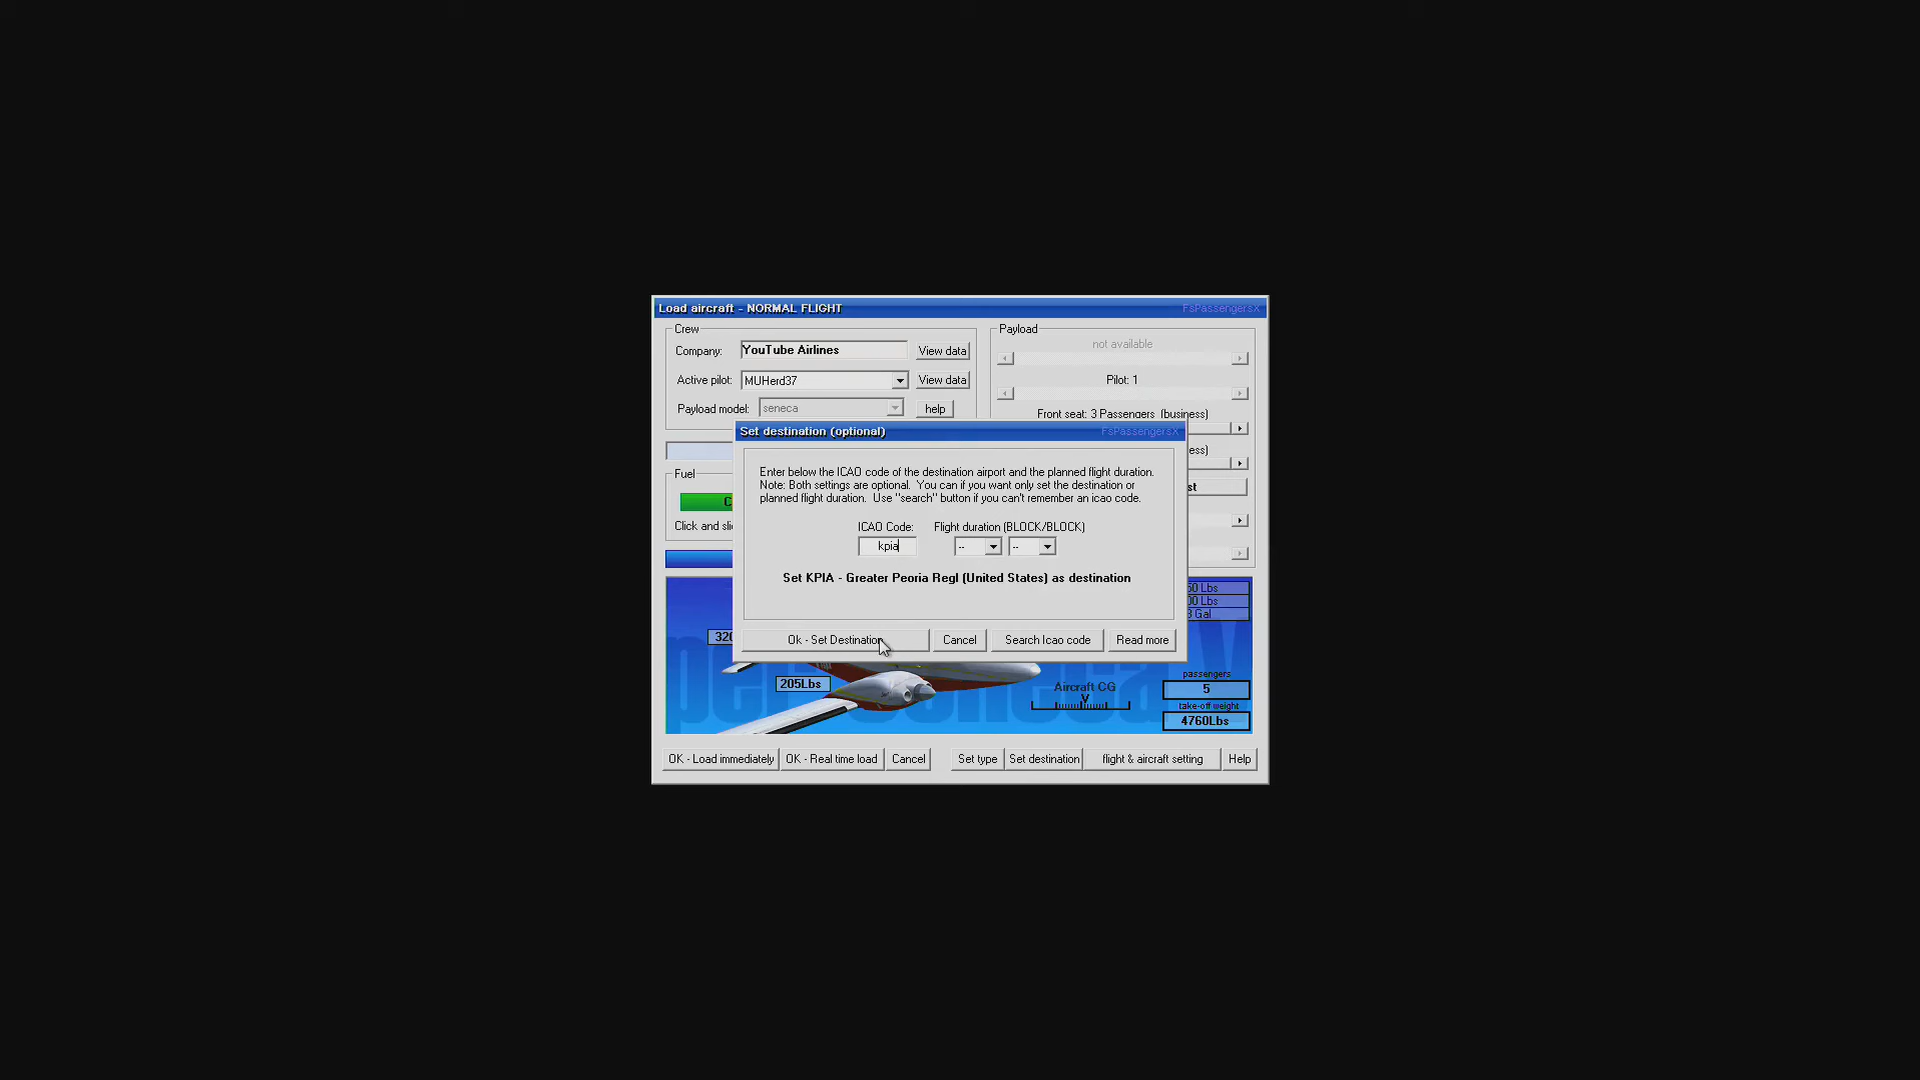 Load aircraft - NORMAL FLIGHT
FsPassengersX
Crew
Company:
YouTube Airlines
View data
Active pilot:
MUHerd37
View data
Payload model:
seneca
help
Payload
not available
Pilot: 1
Front seat: 3 Passengers (business)
ess)
st
Fuel
Click and sli
Set destination (optional)
FsPassengersX
Enter below the ICAO code of the destination airport and the planned flight duration.
Note: Both settings are optional. You can if you want only set the destination or
planned flight duration. Use "search" button if you can't remember an icao code.
ICAO Code:
Flight duration (BLOCK/BLOCK)
kpia
--
--
Set KPIA - Greater Peoria Regl (United States) as destination
Ok - Set Destination
Cancel
Search Icao code
Read more
Lbs
Lbs
Gal
320
205Lbs
Aircraft CG
passengers
5
take-off weight
4760Lbs
OK - Load immediately
OK - Real time load
Cancel
Set type
Set destination
flight & aircraft setting
Help